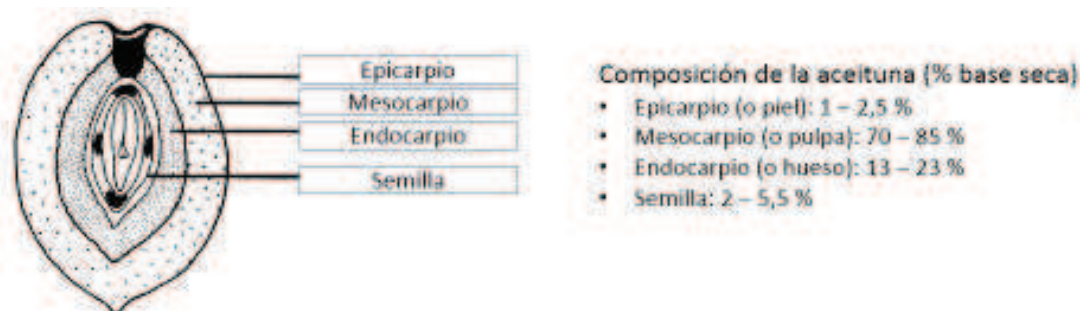 Epicarpio
Mesocarpio
Endocarpio
Semilla
Composición de la aceituna (% base seca)
• Epicarpio (o piel): 1 – 2,5 %
• Mesocarpio (o pulpa): 70 – 85 %
• Endocarpio (o hueso): 13 – 23 %
• Semilla: 2 – 5,5 %